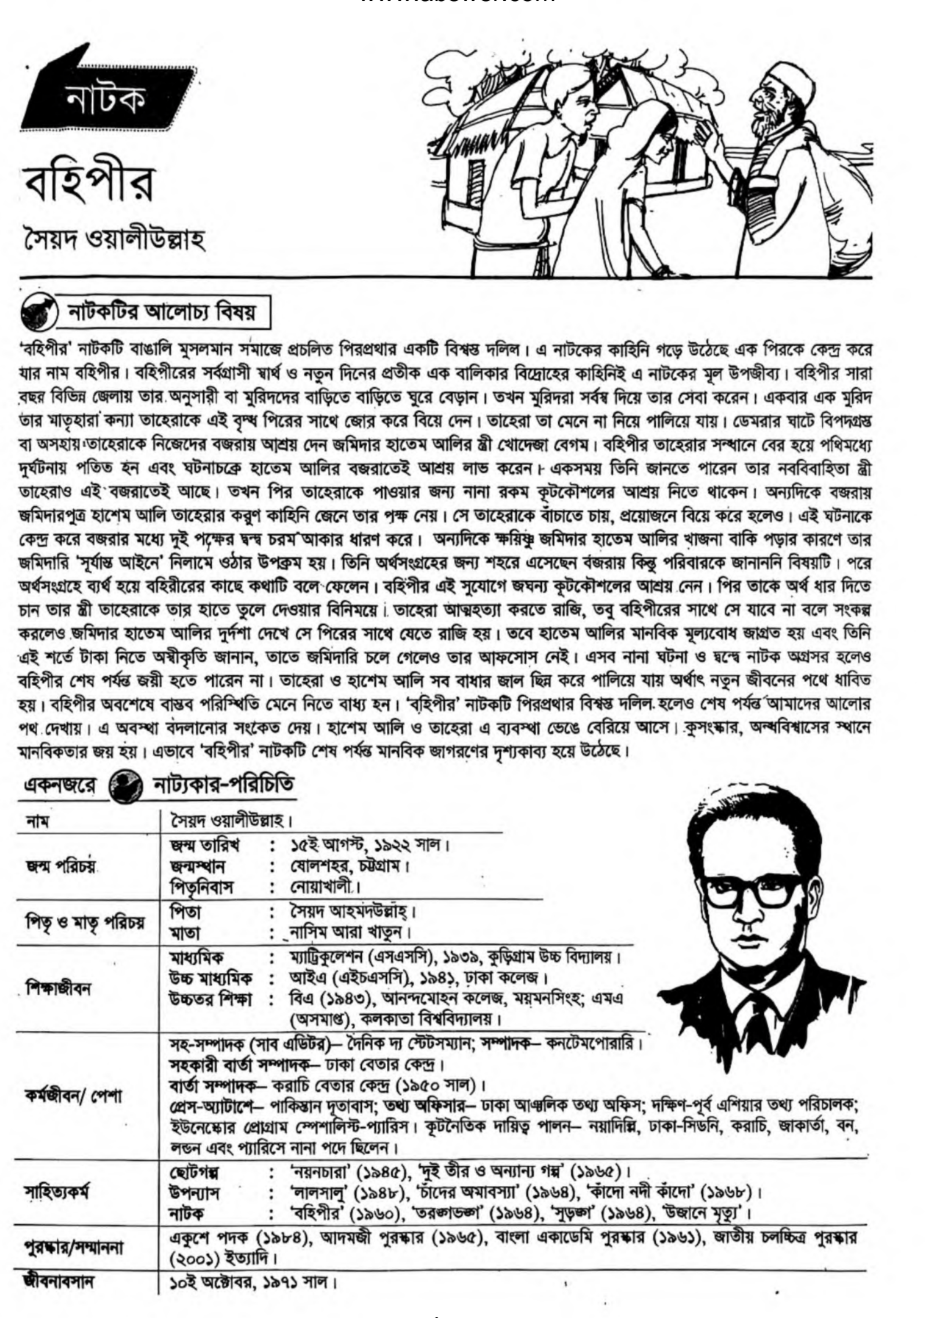 নাটক
বহিপীর
সৈয়দ ওয়ালীউল্লাহ
নাটকটির আলোচ্য বিষয়
‘বহিপীর’ নাটকটি বাঙালি মুসলমান সমাজে প্রচলিত পিরপ্রথার একটি বিশ্বস্ত দলিল। এ নাটকের কাহিনি গড়ে উঠেছে এক পিরকে কেন্দ্র করে
যার নাম বহিপীর। বহিপীরের সর্বগ্রাসী স্বার্থ ও নতুন দিনের প্রতীক এক বালিকার বিদ্রোহের কাহিনিই এ নাটকের মূল উপজীব্য। বহিপীর সারা
বছর বিভিন্ন জেলায় তার অনুসারী বা মুরিদদের বাড়িতে বাড়িতে ঘুরে বেড়ান। তখন মুরিদরা সর্বস্ব দিয়ে তার সেবা করেন। একবার এক মুরিদ
তার মাতৃহারা কন্যা তাহেরাকে এই বৃদ্ধ পিরের সাথে জোর করে বিয়ে দেন। তাহেরা তা মেনে না নিয়ে পালিয়ে যায়। ডেমরার ঘাটে বিপদগ্রস্ত
বা অসহায় তাহেরাকে নিজেদের বজরায় আশ্রয় দেন জমিদার হাতেম আলির স্ত্রী খোদেজা বেগম। বহিপীর তাহেরার সন্ধানে বের হয়ে পথিমধ্যে
দুর্ঘটনায় পতিত হন এবং ঘটনাচক্রে হাতেম আলির বজরাতেই আশ্রয় লাভ করেন। একসময় তিনি জানতে পারেন তার নববিবাহিতা স্ত্রী
তাহেরাও এই বজরাতেই আছে। তখন পির তাহেরাকে পাওয়ার জন্য নানা রকম কূটকৌশলের আশ্রয় নিতে থাকেন। অন্যদিকে বজরায়
জমিদারপুত্র হাশেম আলি তাহেরার করুণ কাহিনি জেনে তার পক্ষ নেয়। সে তাহেরাকে বাঁচাতে চায়, প্রয়োজনে বিয়ে করে হলেও। এই ঘটনাকে
কেন্দ্র করে বজরার মধ্যে দুই পক্ষের দ্বন্দ্ব চরম আকার ধারণ করে। অন্যদিকে ক্ষয়িষ্ণু জমিদার হাতেম আলির খাজনা বাকি পড়ার কারণে তার
জমিদারি ‘সূর্যাস্ত আইনে’ নিলামে ওঠার উপক্রম হয়। তিনি অর্থসংগ্রহের জন্য শহরে এসেছেন বজরায় কিন্তু পরিবারকে জানাননি বিষয়টি। পরে
অর্থসংগ্রহে ব্যর্থ হয়ে বহিরীরের কাছে কথাটি বলে ফেলেন। বহিপীর এই সুযোগে জঘন্য কূটকৌশলের আশ্রয় নেন। পির তাকে অর্থ ধার দিতে
চান তার স্ত্রী তাহেরাকে তার হাতে তুলে দেওয়ার বিনিময়ে। তাহেরা আত্মহত্যা করতে রাজি, তবু বহিপীরের সাথে সে যাবে না বলে সংকল্প
করলেও জমিদার হাতেম আলির দুর্দশা দেখে সে পিরের সাথে যেতে রাজি হয়। তবে হাতেম আলির মানবিক মূল্যবোধ জাগ্রত হয় এবং তিনি
এই শর্তে টাকা নিতে অস্বীকৃতি জানান, তাতে জমিদারি চলে গেলেও তার আফসোস নেই। এসব নানা ঘটনা ও দ্বন্দ্বে নাটক অগ্রসর হলেও
বহিপীর শেষ পর্যন্ত জয়ী হতে পারেন না। তাহেরা ও হাশেম আলি সব বাধার জাল ছিন্ন করে পালিয়ে যায় অর্থাৎ নতুন জীবনের পথে ধাবিত
হয়। বহিপীর অবশেষে বাস্তব পরিস্থিতি মেনে নিতে বাধ্য হন। ‘বহিপীর’ নাটকটি পিরপ্রথার বিশ্বস্ত দলিল হলেও শেষ পর্যন্ত আমাদের আলোর
পথ দেখায়। এ অবস্থা বদলানোর সংকেত দেয়। হাশেম আলি ও তাহেরা এ ব্যবস্থা ভেঙে বেরিয়ে আসে। কুসংস্কার, অন্ধবিশ্বাসের স্থানে
মানবিকতার জয় হয়। এভাবে ‘বহিপীর’ নাটকটি শেষ পর্যন্ত মানবিক জাগরণের দৃশ্যকাব্য হয়ে উঠেছে।
একনজরে নাট্যকার-পরিচিতি
নাম সৈয়দ ওয়ালীউল্লাহ।
জন্ম পরিচয় জন্ম তারিখ : ১৫ই আগস্ট, ১৯২২ সাল।
জন্মস্থান : ষোলশহর, চট্টগ্রাম।
পিতৃনিবাস : নোয়াখালী।
পিতৃ ও মাতৃ পরিচয় পিতা : সৈয়দ আহমদউল্লাহ্।
মাতা : নাসিম আরা খাতুন।
শিক্ষাজীবন মাধ্যমিক : ম্যাট্রিকুলেশন (এসএসসি), ১৯৩৯, কুড়িগ্রাম উচ্চ বিদ্যালয়।
উচ্চ মাধ্যমিক : আইএ (এইচএসসি), ১৯৪১, ঢাকা কলেজ।
উচ্চতর শিক্ষা : বিএ (১৯৪৩), আনন্দমোহন কলেজ, ময়মনসিংহ; এমএ
(অসমাপ্ত), কলকাতা বিশ্ববিদ্যালয়।
কর্মজীবন/ পেশা সহ-সম্পাদক (সাব এডিটর)– দৈনিক দ্য স্টেটসম্যান; সম্পাদক– কনটেমপোরারি।
সহকারী বার্তা সম্পাদক– ঢাকা বেতার কেন্দ্র।
বার্তা সম্পাদক– করাচি বেতার কেন্দ্র (১৯৫০ সাল)।
প্রেস-অ্যাটাশে– পাকিস্তান দূতাবাস; তথ্য অফিসার– ঢাকা আঞ্চলিক তথ্য অফিস; দক্ষিণ-পূর্ব এশিয়ার তথ্য পরিচালক;
ইউনেস্কোর প্রোগ্রাম স্পেশালিস্ট-প্যারিস। কূটনৈতিক দায়িত্ব পালন– নয়াদিল্লি, ঢাকা-সিডনি, করাচি, জাকার্তা, বন,
লন্ডন এবং প্যারিসে নানা পদে ছিলেন।
সাহিত্যকর্ম ছোটগল্প : ‘নয়নচারা’ (১৯৪৫), ‘দুই তীর ও অন্যান্য গল্প’ (১৯৬৫)।
উপন্যাস : ‘লালসালু’ (১৯৪৮), ‘চাঁদের অমাবস্যা’ (১৯৬৪), ‘কাঁদো নদী কাঁদো’ (১৯৬৮)।
নাটক : ‘বহিপীর’ (১৯৬০), ‘তরঙ্গভঙ্গ’ (১৯৬৪), ‘সুড়ঙ্গ’ (১৯৬৪), ‘উজানে মৃত্যু’।
পুরস্কার/সম্মাননা একুশে পদক (১৯৮৪), আদমজী পুরস্কার (১৯৬৫), বাংলা একাডেমি পুরস্কার (১৯৬১), জাতীয় চলচ্চিত্র পুরস্কার
(২০০১) ইত্যাদি।
জীবনাবসান ১০ই অক্টোবর, ১৯৭১ সাল।